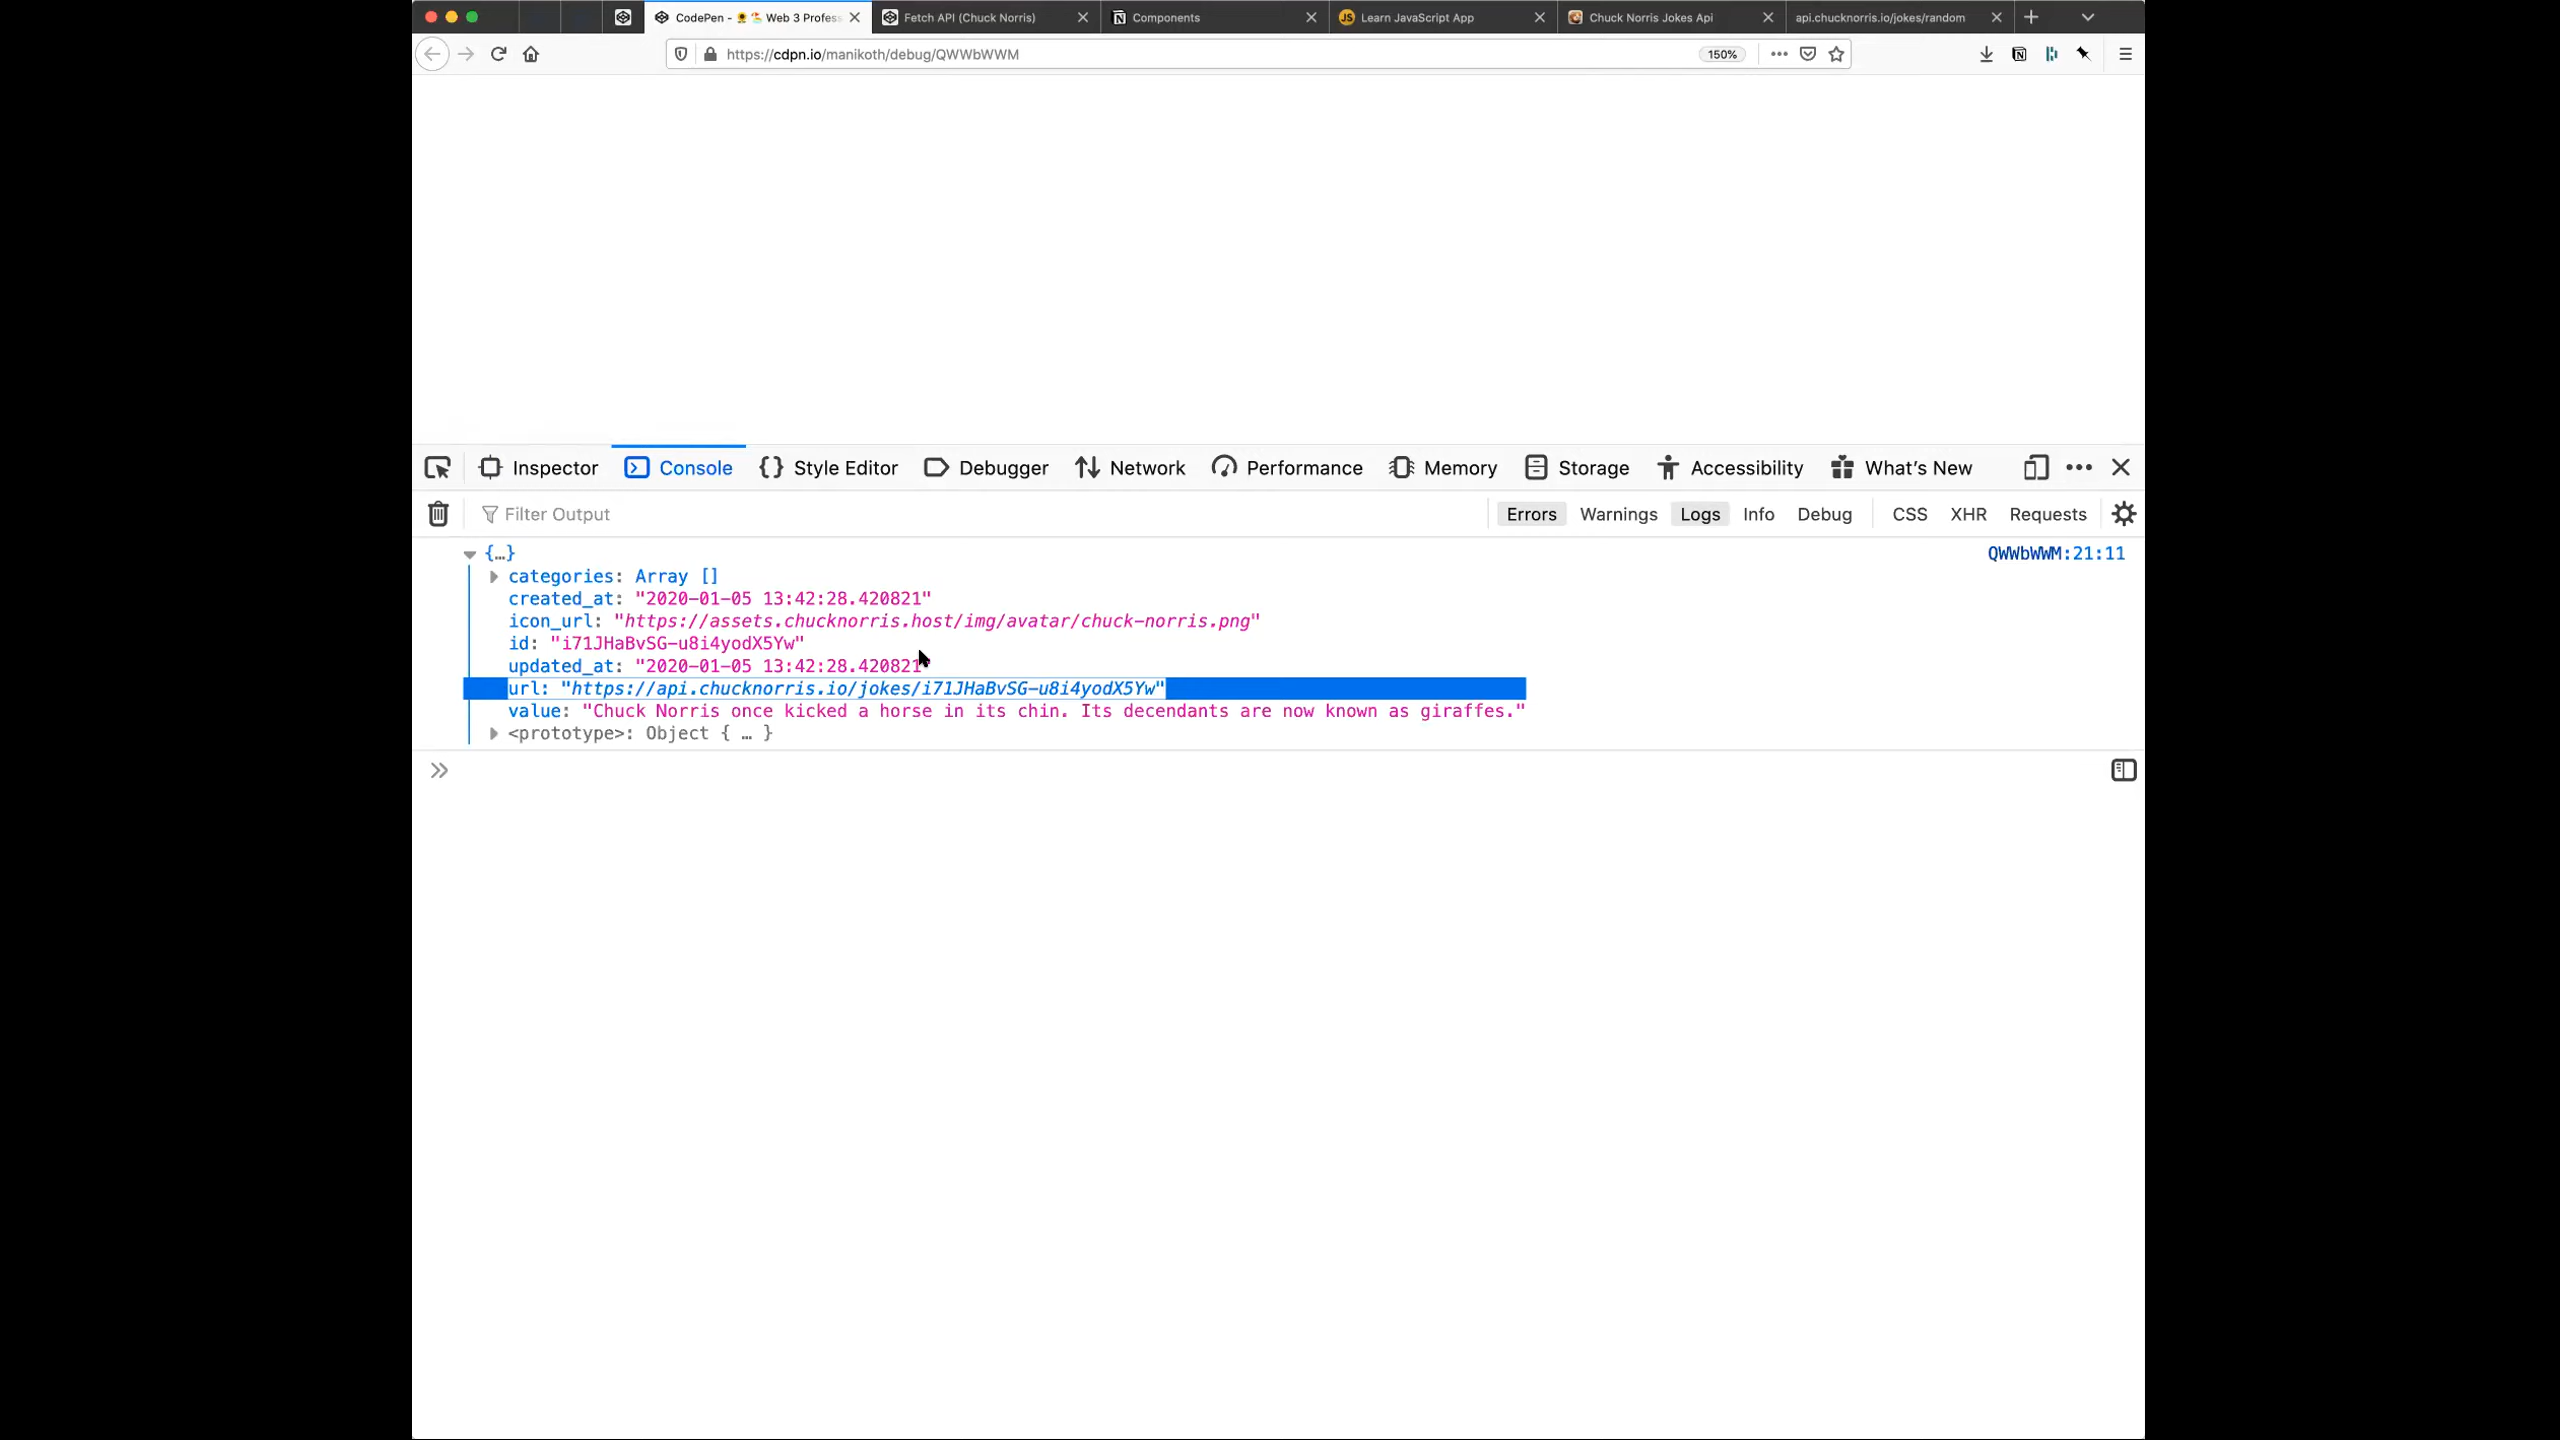 CodePen - 🌻 🏖 Web 3 Profess
Fetch API (Chuck Norris)
Components
Learn JavaScript App
Chuck Norris Jokes Api
api.chucknorris.io/jokes/random
https://cdpn.io/manikoth/debug/QWWbWWM
150%
Inspector
Console
Style Editor
Debugger
Network
Performance
Memory
Storage
Accessibility
What's New
Filter Output
Errors
Warnings
Logs
Info
Debug
CSS
XHR
Requests
{…}
QWWbWWM:21:11
categories: Array []
created_at: "2020-01-05 13:42:28.420821"
icon_url: "https://assets.chucknorris.host/img/avatar/chuck-norris.png"
id: "i71JHaBvSG-u8i4yodX5Yw"
updated_at: "2020-01-05 13:42:28.420821"
url: "https://api.chucknorris.io/jokes/i71JHaBvSG-u8i4yodX5Yw"
value: "Chuck Norris once kicked a horse in its chin. Its decendants are now known as giraffes."
<prototype>: Object { … }